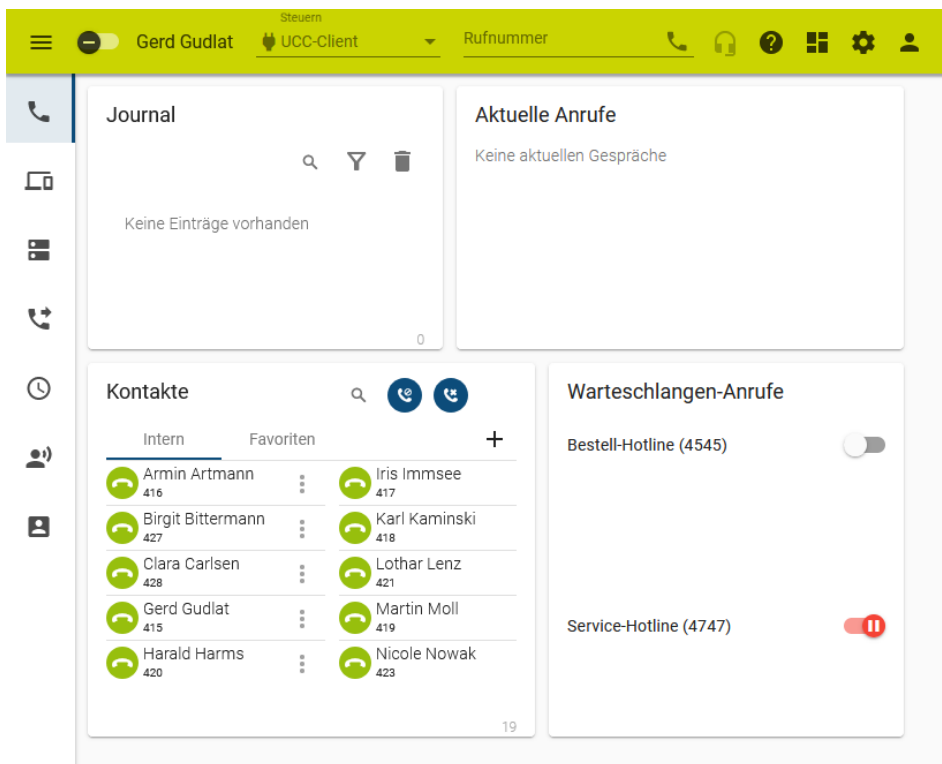 Steuern
Gerd Gudlat
UCC-Client
Rufnummer
Journal
Keine Einträge vorhanden
0
Aktuelle Anrufe
Keine aktuellen Gespräche
Kontakte
Intern
Favoriten
Armin Artmann
416
Iris Immsee
417
Birgit Bittermann
427
Karl Kaminski
418
Clara Carlsen
428
Lothar Lenz
421
Gerd Gudlat
415
Martin Moll
419
Harald Harms
420
Nicole Nowak
423
19
Warteschlangen-Anrufe
Bestell-Hotline (4545)
Service-Hotline (4747)